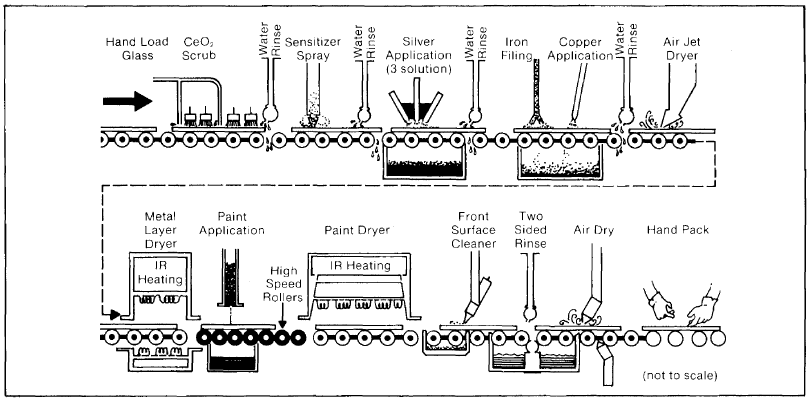 Hand Load
Glass
CeO₂
Scrub
Water
Rinse
Sensitizer
Spray
Water
Rinse
Silver
Application
(3 solution)
Water
Rinse
Iron
Filing
Copper
Application
Water
Rinse
Air Jet
Dryer
Metal
Layer
Dryer
IR
Heating
Paint
Application
High
Speed
Rollers
Paint Dryer
IR Heating
Front
Surface
Cleaner
Two
Sided
Rinse
Air Dry
Hand Pack
(not to scale)